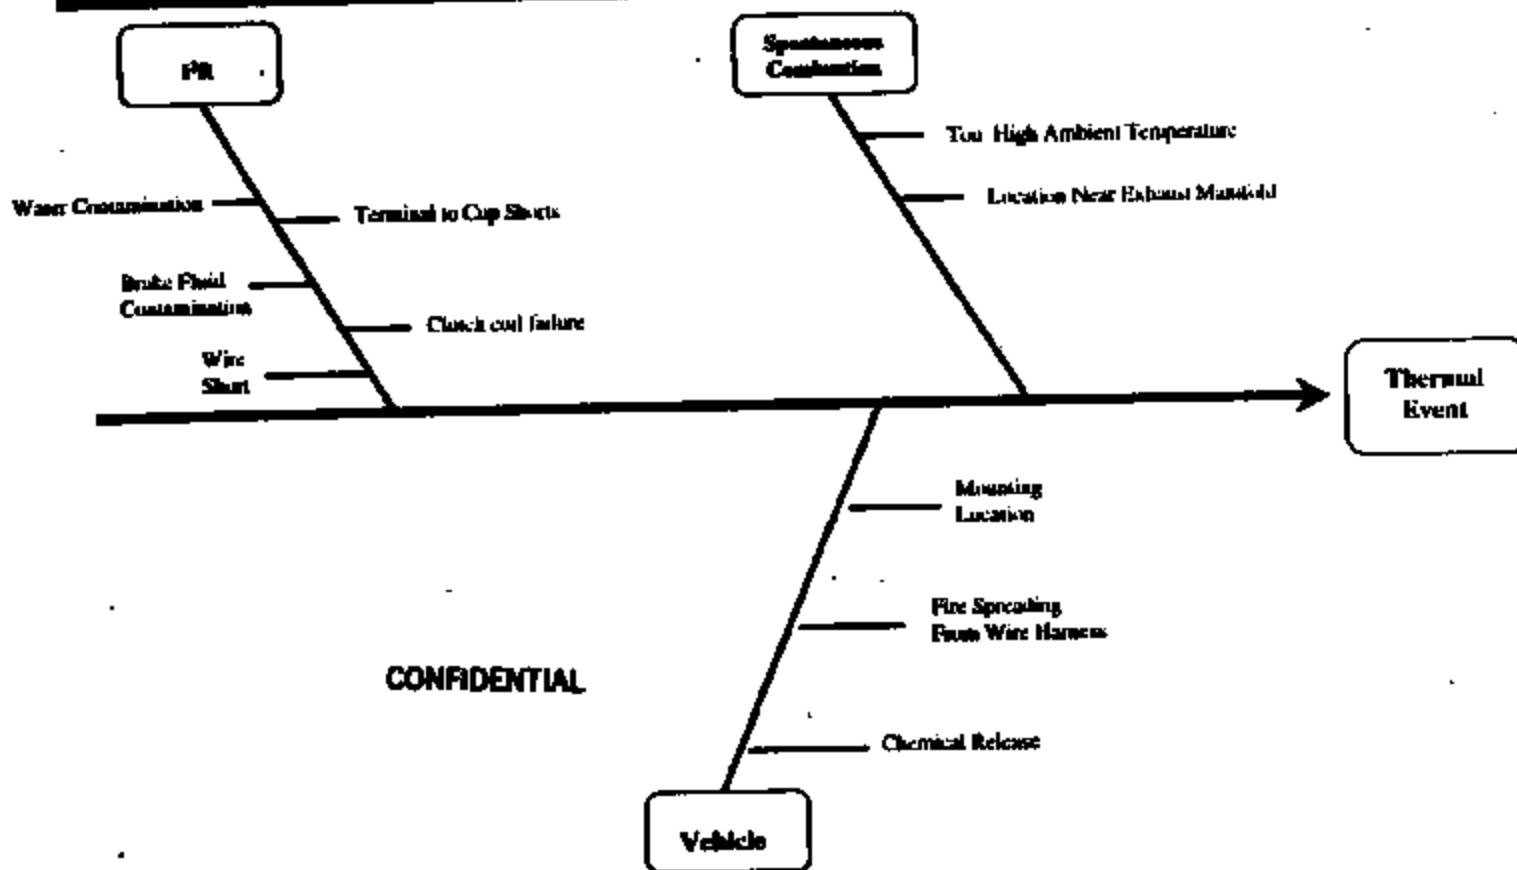 Spontaneous
Combustion
Too High Ambient Temperature
Location Near Exhaust Manifold
Water Contamination
Terminal to Cup Shorts
Brake Fluid
Contamination
Clutch coil failure
Wire
Short
Thermal
Event
Mounting
Location
Fire Spreading
From Wire Harness
CONFIDENTIAL
Chemical Release
Vehicle